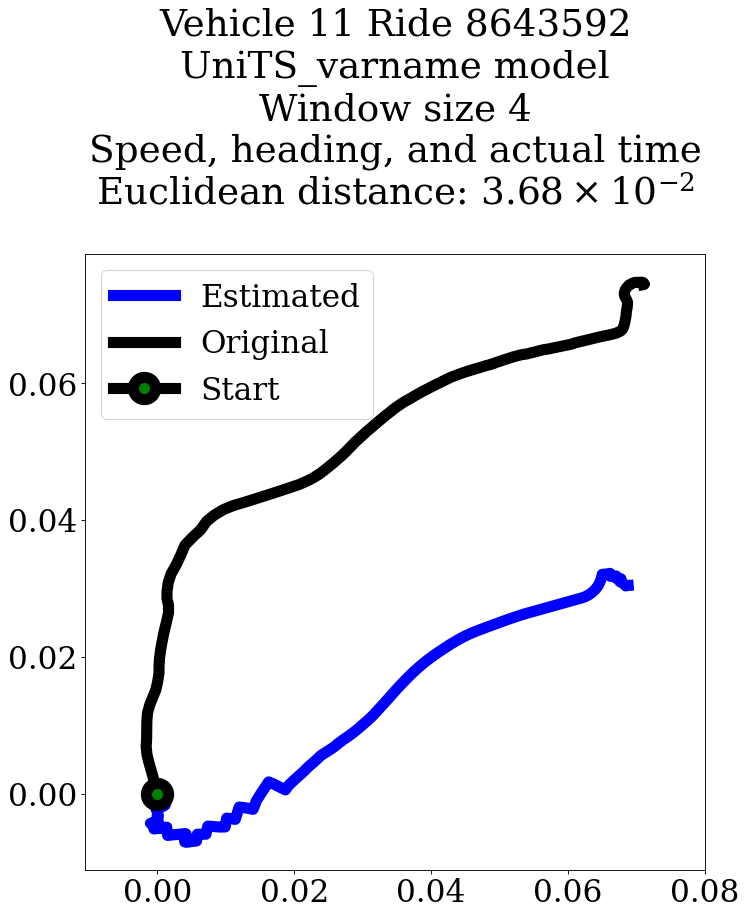 Vehicle 11 Ride 8643592
UniTS_varname model
Window size 4
Speed, heading, and actual time
Euclidean distance: 3.68 × 10⁻²
Estimated
Original
Start
0.06
0.04
0.02
0.00
0.00 0.02 0.04 0.06 0.08